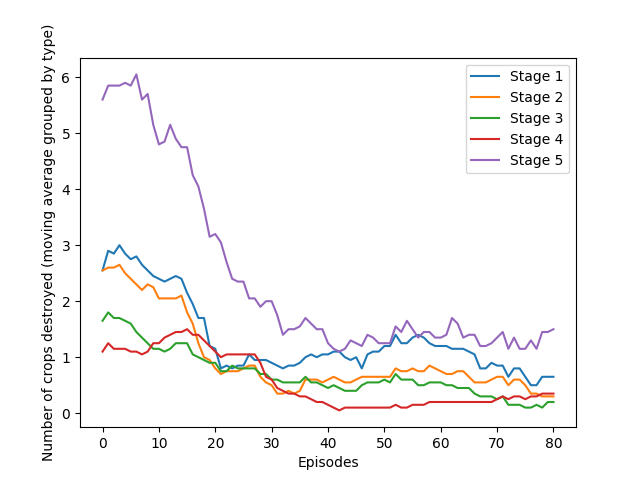 Number of crops destroyed (moving average grouped by type)
6
5
4
3
2
1
0
Stage 1
Stage 2
Stage 3
Stage 4
Stage 5
0 10 20 30 40 50 60 70 80
Episodes